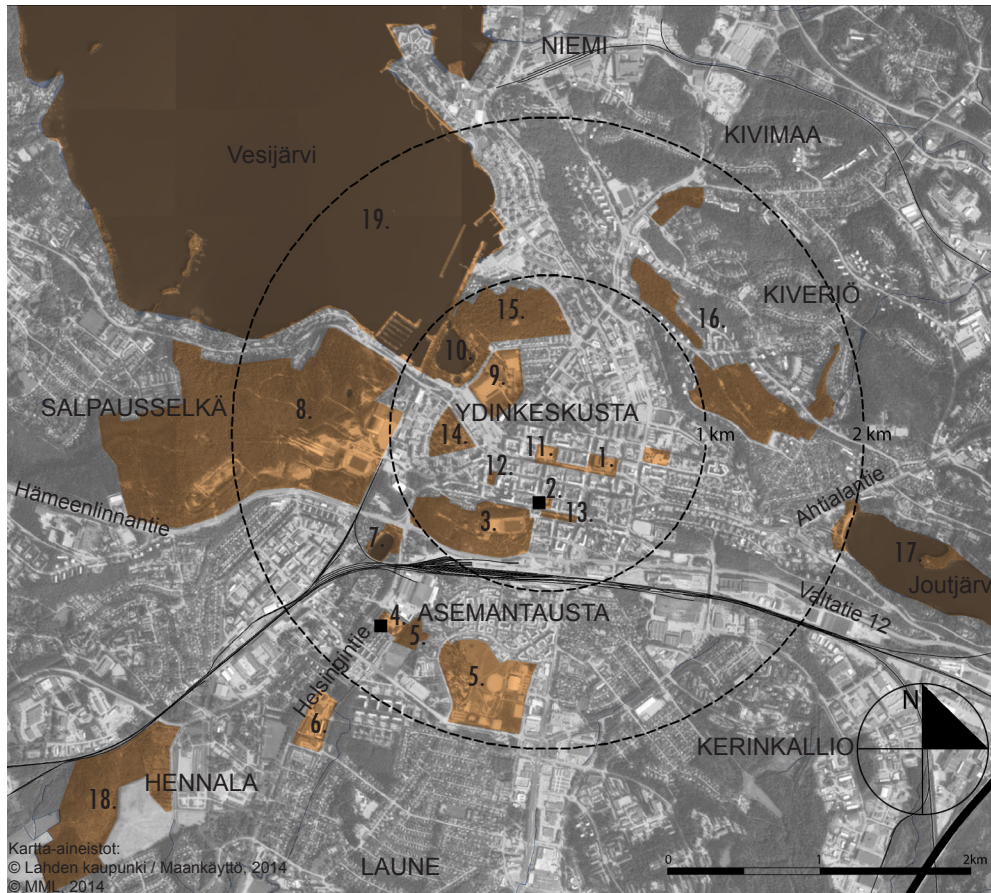 NIEMI
KIVIMAA
Vesijärvi
19.
KIVERIÖ
15.
16.
10.
9.
SALPAUSSELKÄ
8.
YDINKESKUSTA
14.
1 km
2 km
11.
1.
12.
2.
Hämeenlinnantie
3.
13.
Ahtialantie
7.
17.
Joutjärv
Valtatie 12
4.
ASEMANTAUSTA
5.
Helsingintie
5.
6.
N
KERINKALLIO
HENNALA
18.
Kartta-aineistot:
© Lahden kaupunki / Maankäyttö, 2014
© MML, 2014
LAUNE
0 1 2km